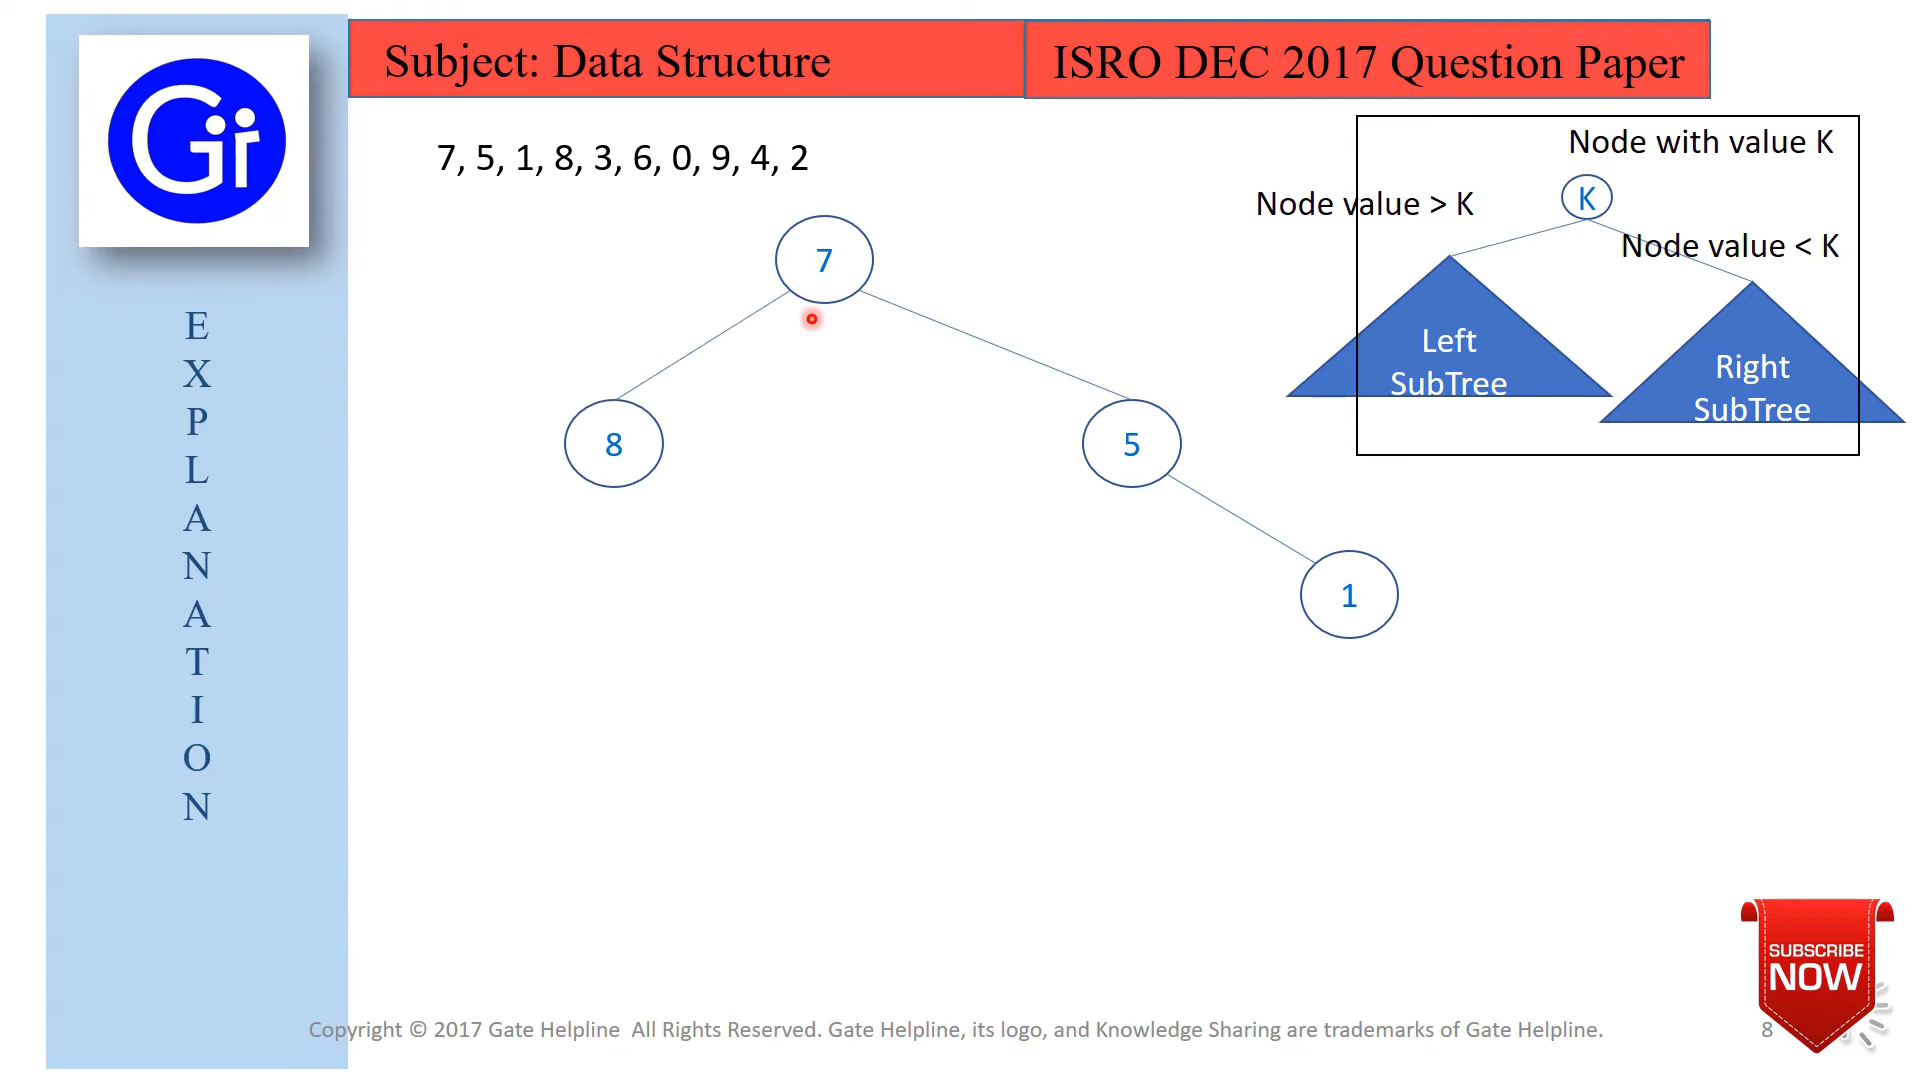 Gir
Subject: Data Structure
ISRO DEC 2017 Question Paper
7, 5, 1, 8, 3, 6, 0, 9, 4, 2
Node with value K
K
Node value > K
Node value < K
Left
SubTree
Right
SubTree
7
8
5
1
E
X
P
L
A
N
A
T
I
O
N
SUBSCRIBE
NOW
Copyright © 2017 Gate Helpline All Rights Reserved. Gate Helpline, its logo, and Knowledge Sharing are trademarks of Gate Helpline.
8